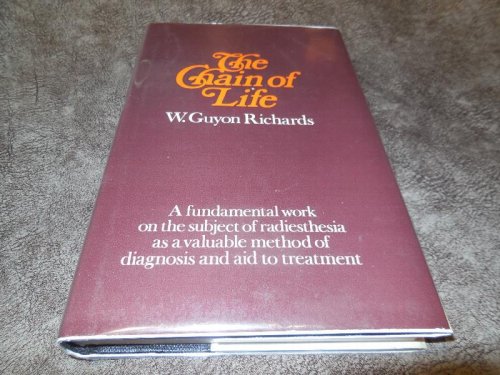 The
Chain of
Life
W. Guyon Richards
A fundamental work
on the subject of radiesthesia
as a valuable method of
diagnosis and aid to treatment